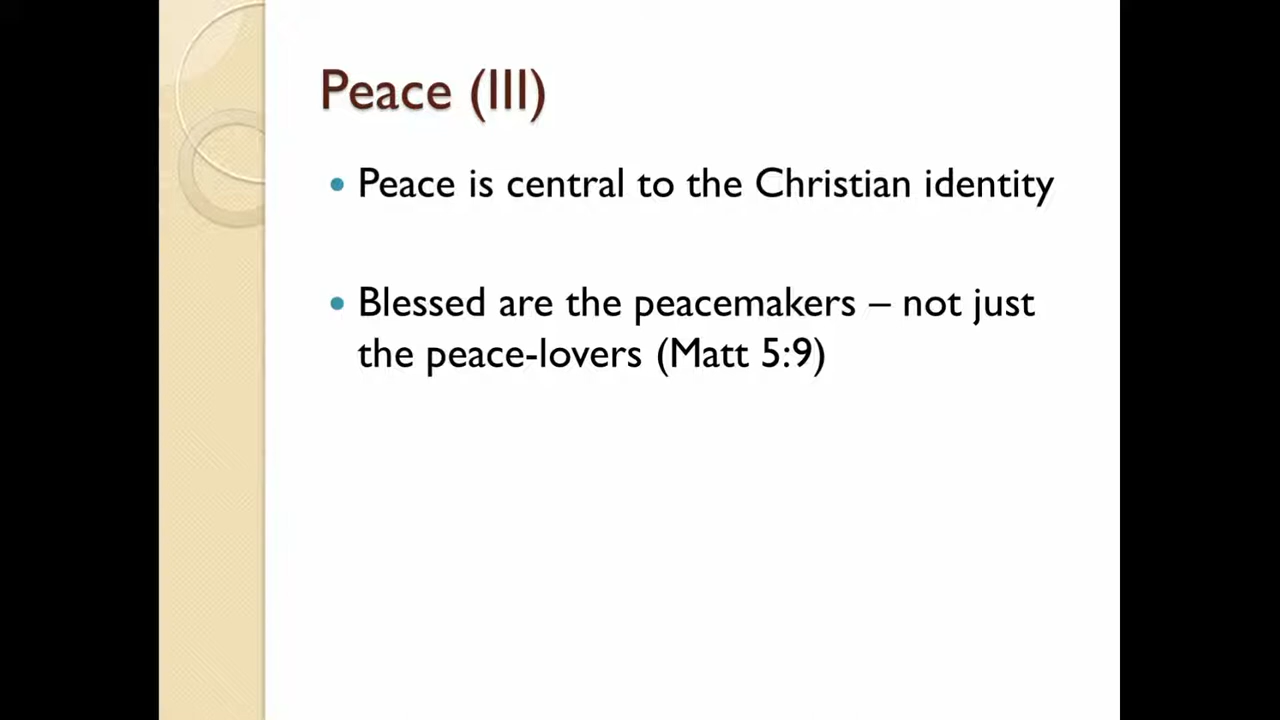 Peace (III)
• Peace is central to the Christian identity
• Blessed are the peacemakers – not just
the peace-lovers (Matt 5:9)